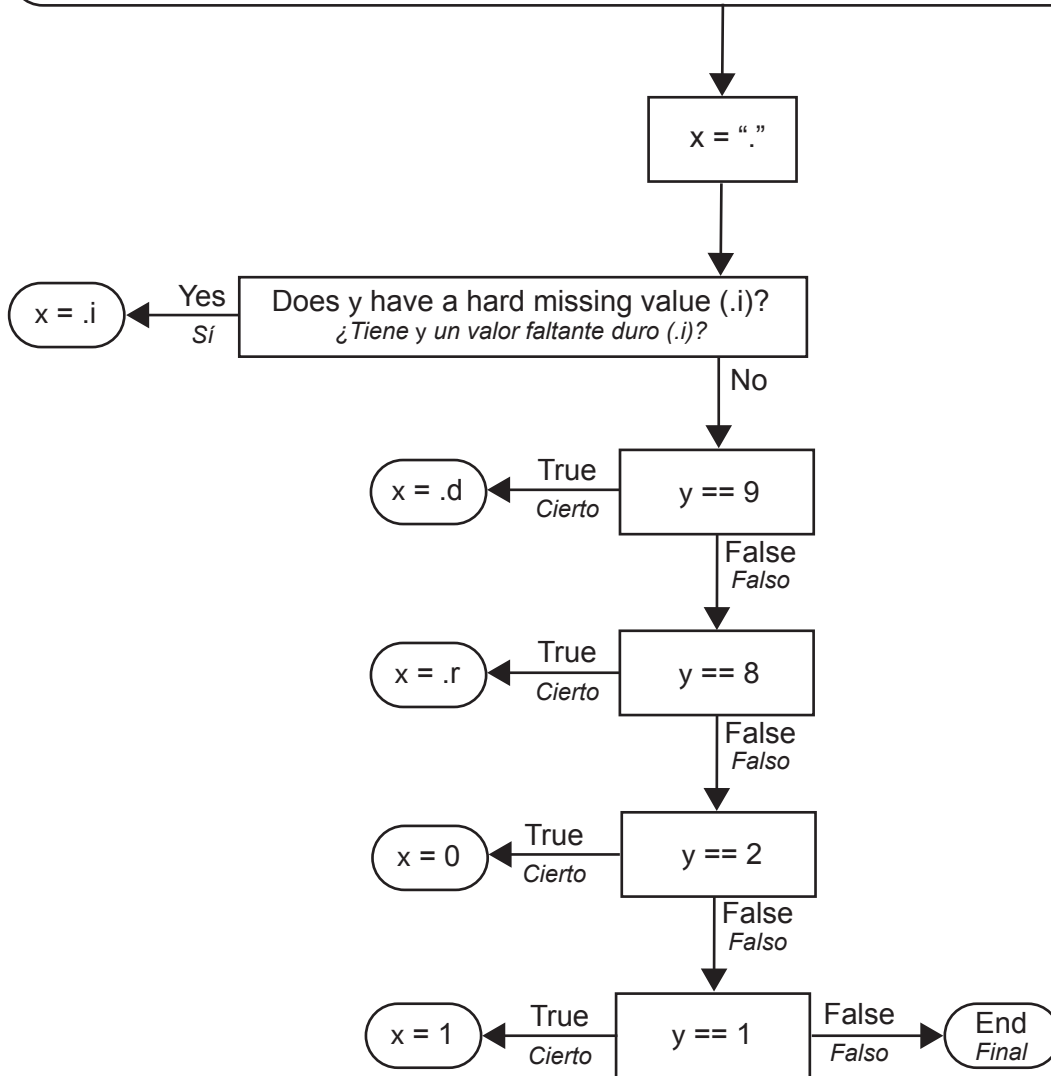 x = “.”
Does y have a hard missing value (.i)?
¿Tiene y un valor faltante duro (.i)?
Yes
Sí
x = .i
No
y == 9
True
Cierto
x = .d
False
Falso
y == 8
True
Cierto
x = .r
False
Falso
y == 2
True
Cierto
x = 0
False
Falso
y == 1
True
Cierto
x = 1
False
Falso
End
Final